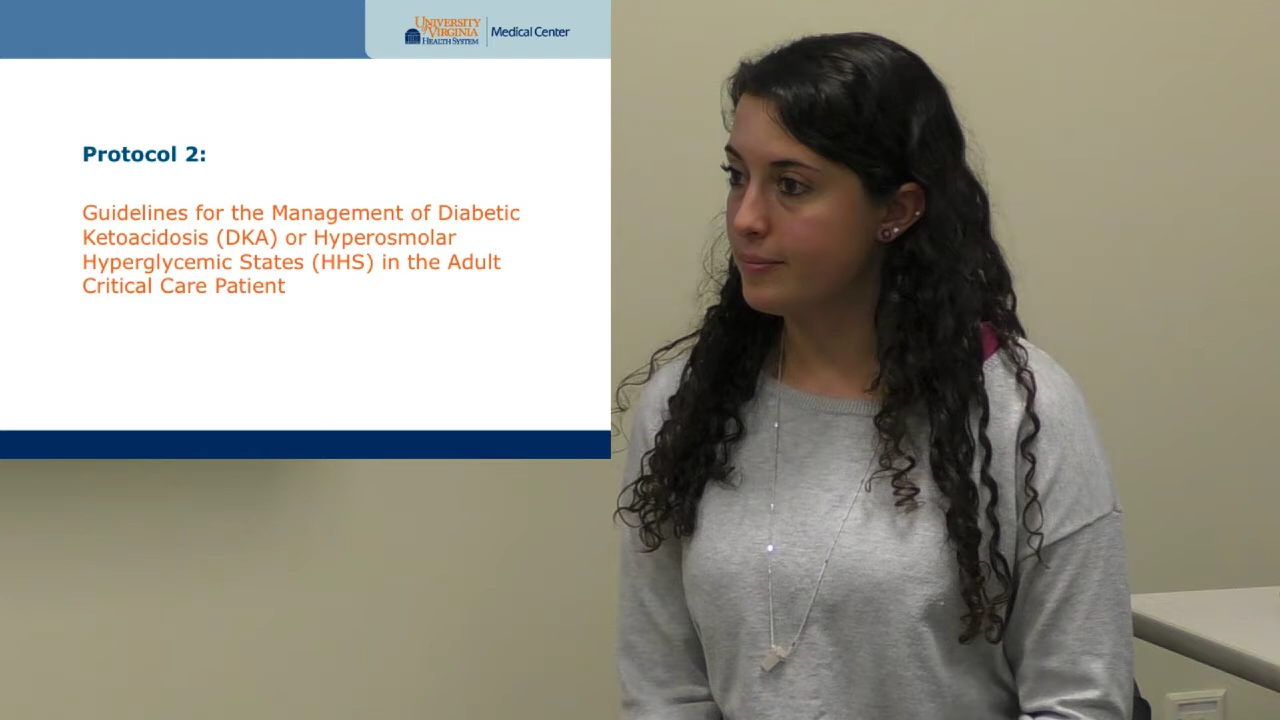 UNIVERSITY
of VIRGINIA
HEALTH SYSTEM
Medical Center
Protocol 2:
Guidelines for the Management of Diabetic
Ketoacidosis (DKA) or Hyperosmolar
Hyperglycemic States (HHS) in the Adult
Critical Care Patient